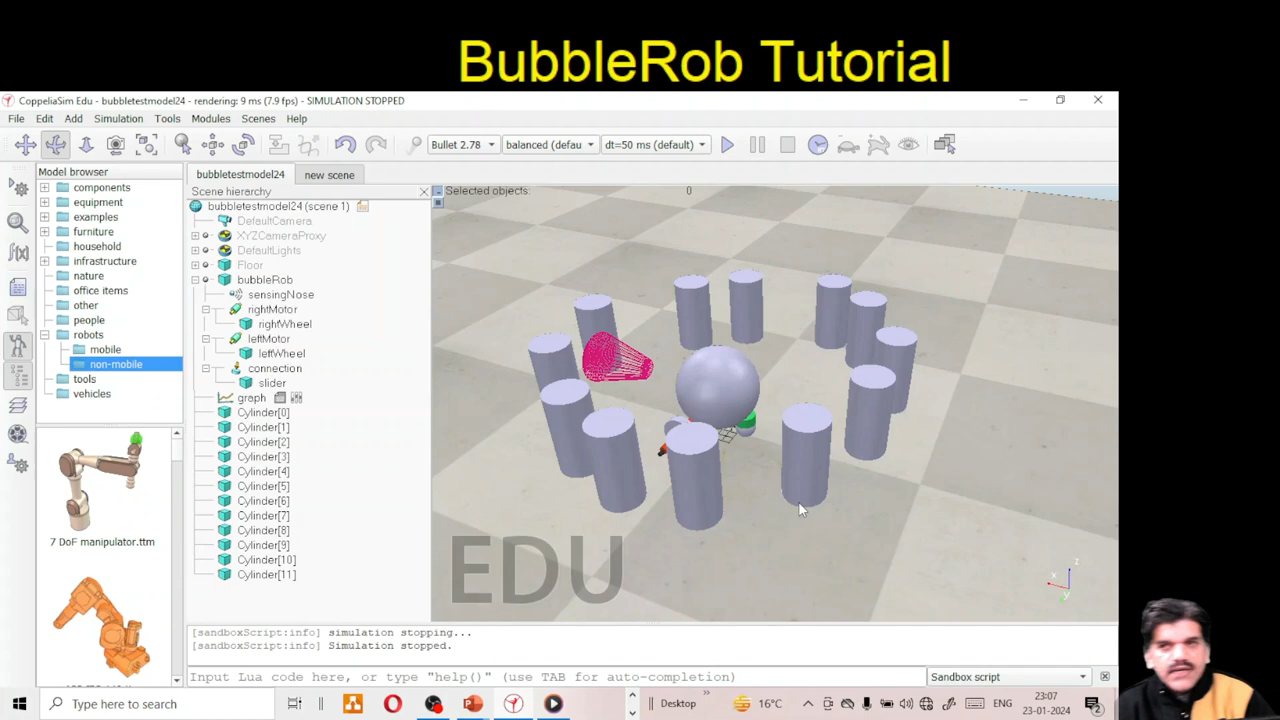 BubbleRob Tutorial
CoppeliaSim Edu - bubbletestmodel24 - rendering: 9 ms (7.9 fps) - SIMULATION STOPPED
File Edit Add Simulation Tools Modules Scenes Help
Bullet 2.78 balanced (defau dt=50 ms (default)
Model browser
components
equipment
examples
furniture
household
infrastructure
nature
office items
other
people
robots
mobile
non-mobile
tools
vehicles
7 DoF manipulator.ttm
bubbletestmodel24 new scene
Scene hierarchy
bubbletestmodel24 (scene 1)
DefaultCamera
XYZCameraProxy
DefaultLights
Floor
bubbleRob
sensingNose
rightMotor
rightWheel
leftMotor
leftWheel
connection
slider
graph
Cylinder[0]
Cylinder[1]
Cylinder[2]
Cylinder[3]
Cylinder[4]
Cylinder[5]
Cylinder[6]
Cylinder[7]
Cylinder[8]
Cylinder[9]
Cylinder[10]
Cylinder[11]
Selected objects: 0
EDU
x
y
z
[sandboxScript:info] simulation stopping...
[sandboxScript:info] Simulation stopped.
Input Lua code here, or type "help()" (use TAB for auto-completion)
Sandbox script
Type here to search
Desktop
16°C
ENG
23:07
23-01-2024
2